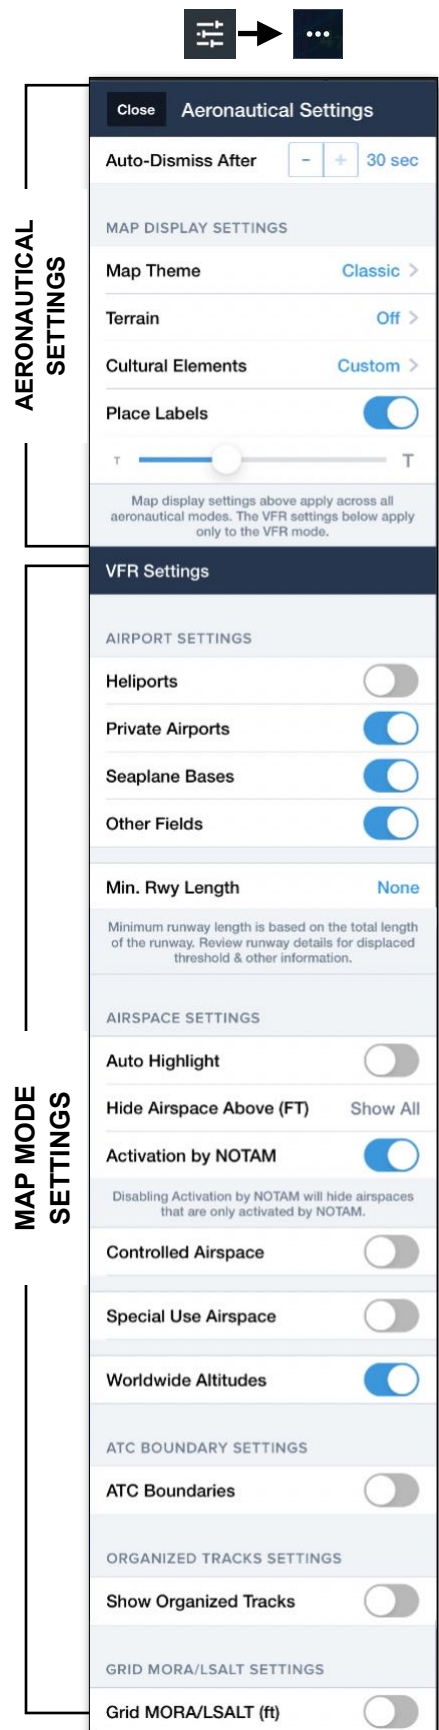 Close Aeronautical Settings
Auto-Dismiss After - + 30 sec
MAP DISPLAY SETTINGS
Map Theme Classic >
Terrain Off >
Cultural Elements Custom >
Place Labels
T T
Map display settings above apply across all
aeronautical modes. The VFR settings below apply
only to the VFR mode.
AERONAUTICAL
SETTINGS
VFR Settings
AIRPORT SETTINGS
Heliports
Private Airports
Seaplane Bases
Other Fields
Min. Rwy Length None
Minimum runway length is based on the total length
of the runway. Review runway details for displaced
threshold & other information.
AIRSPACE SETTINGS
Auto Highlight
Hide Airspace Above (FT) Show All
Activation by NOTAM
Disabling Activation by NOTAM will hide airspaces
that are only activated by NOTAM.
Controlled Airspace
Special Use Airspace
Worldwide Altitudes
ATC BOUNDARY SETTINGS
ATC Boundaries
ORGANIZED TRACKS SETTINGS
Show Organized Tracks
GRID MORA/LSALT SETTINGS
Grid MORA/LSALT (ft)
MAP MODE
SETTINGS